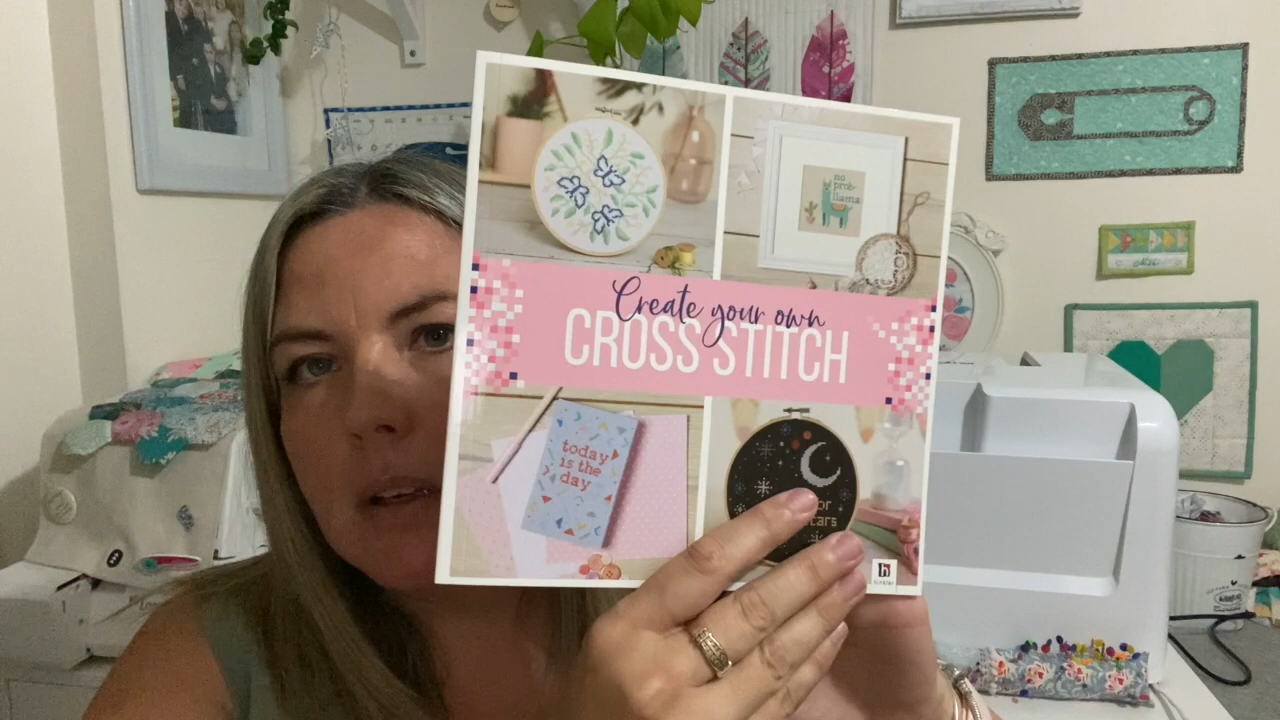 no
prob-
llama
Create your own
CROSS STITCH
today
is the
day